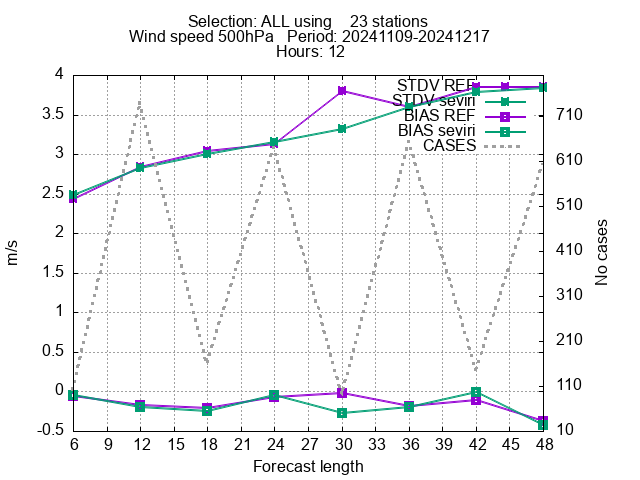 Selection: ALL using 23 stations
Wind speed 500hPa Period: 20241109-20241217
Hours: 12
STDV REF
STDV seviri
BIAS REF
BIAS seviri
CASES
4
3.5
3
2.5
2
1.5
1
0.5
0
-0.5
m/s
710
610
510
410
310
210
110
10
No cases
6 9 12 15 18 21 24 27 30 33 36 39 42 45 48
Forecast length